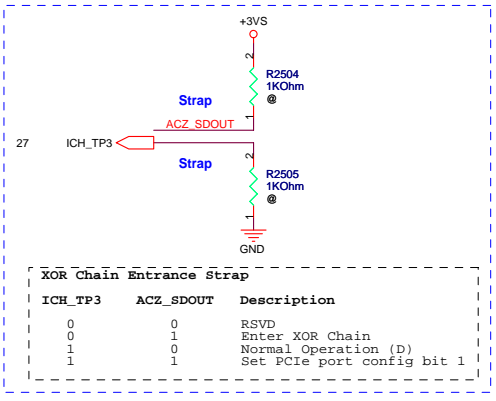 +3VS
2
R2504
1KOhm
@
Strap
1
ACZ_SDOUT
27 ICH_TP3
Strap
2
R2505
1KOhm
@
1
GND
XOR Chain Entrance Strap
ICH_TP3 ACZ_SDOUT Description
0 0 RSVD
0 1 Enter XOR Chain
1 0 Normal Operation (D)
1 1 Set PCIe port config bit 1